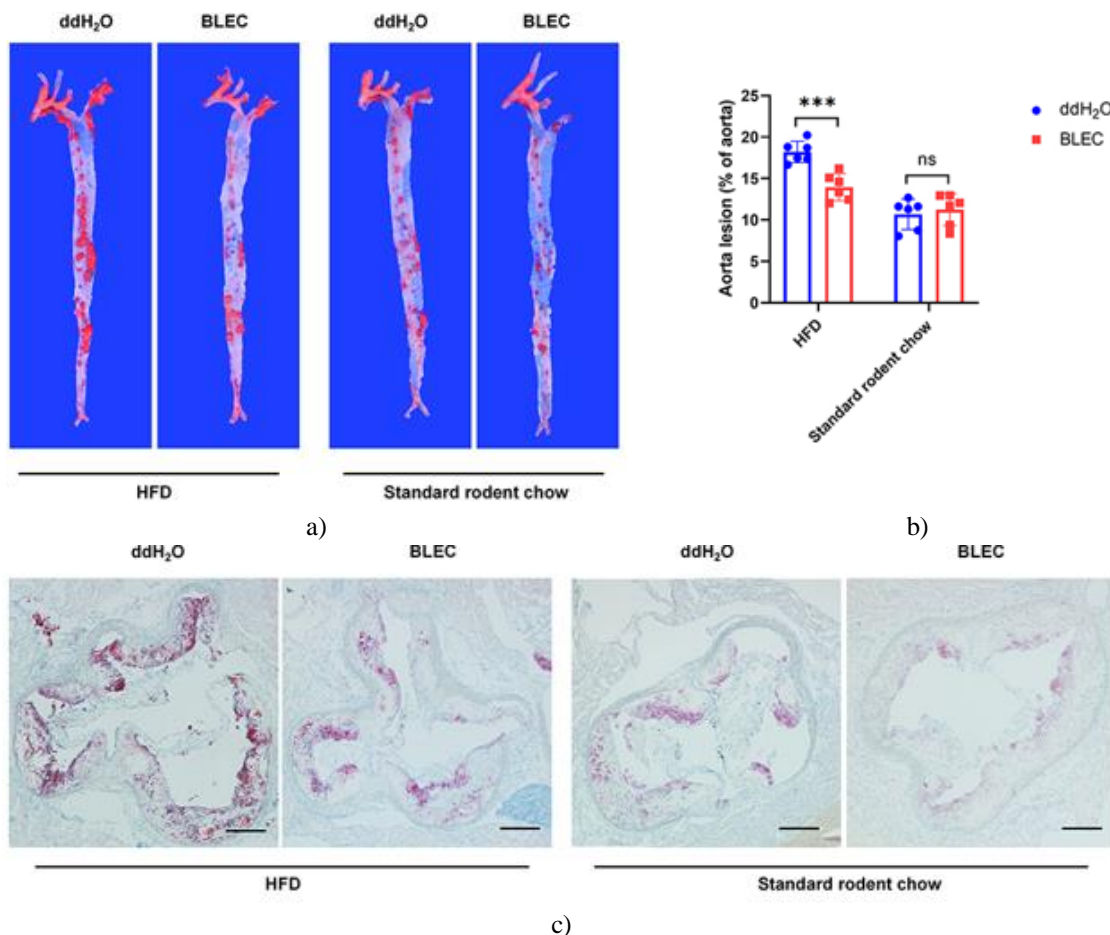 ddH₂O BLEC ddH₂O BLEC
HFD Standard rodent chow
a)
Aorta lesion (% of aorta)
25
20
15
10
5
0
***
ns
HFD
Standard rodent chow
ddH₂O
BLEC
b)
ddH₂O BLEC ddH₂O BLEC
HFD Standard rodent chow
c)